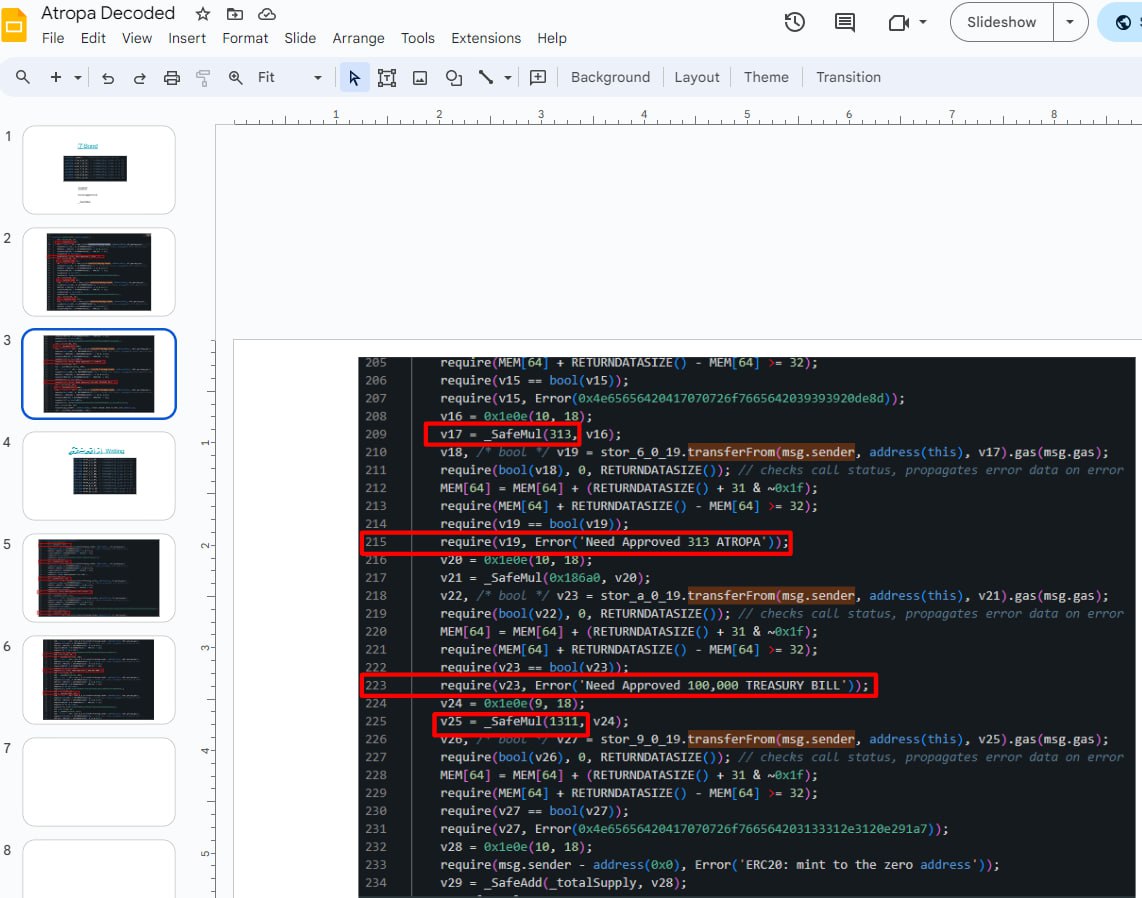 Atropa Decoded
File Edit View Insert Format Slide Arrange Tools Extensions Help
Slideshow
Fit
Background Layout Theme Transition
1 2 3 4 5 6 7 8
1
2
3
4
5
6
7
8
1
2
3
4
5
205 require(MEM[64] + RETURNDATASIZE() - MEM[64] >= 32);
206 require(v15 == bool(v15));
207 require(v15, Error(0x4e65656420417070726f7665642039393920de8d));
208 v16 = 0x1e0e(10, 18);
209 v17 = _SafeMul(313, v16);
210 v18, /* bool */ v19 = stor_6_0_19.transferFrom(msg.sender, address(this), v17).gas(msg.gas);
211 require(bool(v18), 0, RETURNDATASIZE()); // checks call status, propagates error data on error
212 MEM[64] = MEM[64] + (RETURNDATASIZE() + 31 & ~0x1f);
213 require(MEM[64] + RETURNDATASIZE() - MEM[64] >= 32);
214 require(v19 == bool(v19));
215 require(v19, Error('Need Approved 313 ATROPA'));
216 v20 = 0x1e0e(10, 18);
217 v21 = _SafeMul(0x186a0, v20);
218 v22, /* bool */ v23 = stor_a_0_19.transferFrom(msg.sender, address(this), v21).gas(msg.gas);
219 require(bool(v22), 0, RETURNDATASIZE()); // checks call status, propagates error data on error
220 MEM[64] = MEM[64] + (RETURNDATASIZE() + 31 & ~0x1f);
221 require(MEM[64] + RETURNDATASIZE() - MEM[64] >= 32);
222 require(v23 == bool(v23));
223 require(v23, Error('Need Approved 100,000 TREASURY BILL'));
224 v24 = 0x1e0e(9, 18);
225 v25 = _SafeMul(1311, v24);
226 v26, /* bool */ v27 = stor_9_0_19.transferFrom(msg.sender, address(this), v25).gas(msg.gas);
227 require(bool(v26), 0, RETURNDATASIZE()); // checks call status, propagates error data on error
228 MEM[64] = MEM[64] + (RETURNDATASIZE() + 31 & ~0x1f);
229 require(MEM[64] + RETURNDATASIZE() - MEM[64] >= 32);
230 require(v27 == bool(v27));
231 require(v27, Error(0x4e65656420417070726f766564203133312e3120e291a7));
232 v28 = 0x1e0e(10, 18);
233 require(msg.sender - address(0x0), Error('ERC20: mint to the zero address'));
234 v29 = _SafeAdd(_totalSupply, v28);